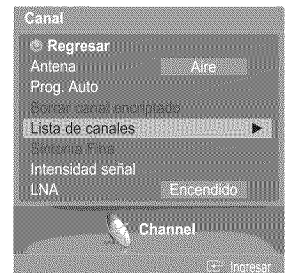 Canal
Regresar
Antena Aire
Prog. Auto
Borrar canal encriptado
Lista de canales
Sintonía Fina
Intensidad señal
LNA Encendido
Channel
Ingresar